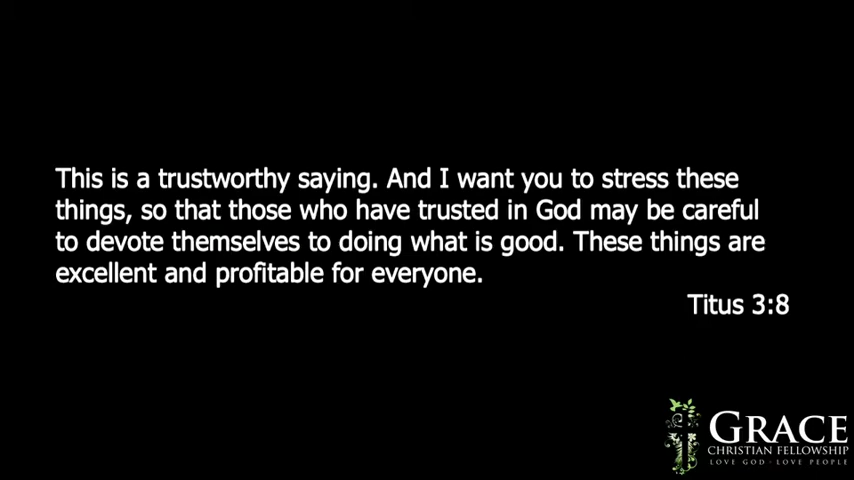 This is a trustworthy saying. And I want you to stress these
things, so that those who have trusted in God may be careful
to devote themselves to doing what is good. These things are
excellent and profitable for everyone.
Titus 3:8
GRACE
CHRISTIAN FELLOWSHIP
LOVE GOD · LOVE PEOPLE